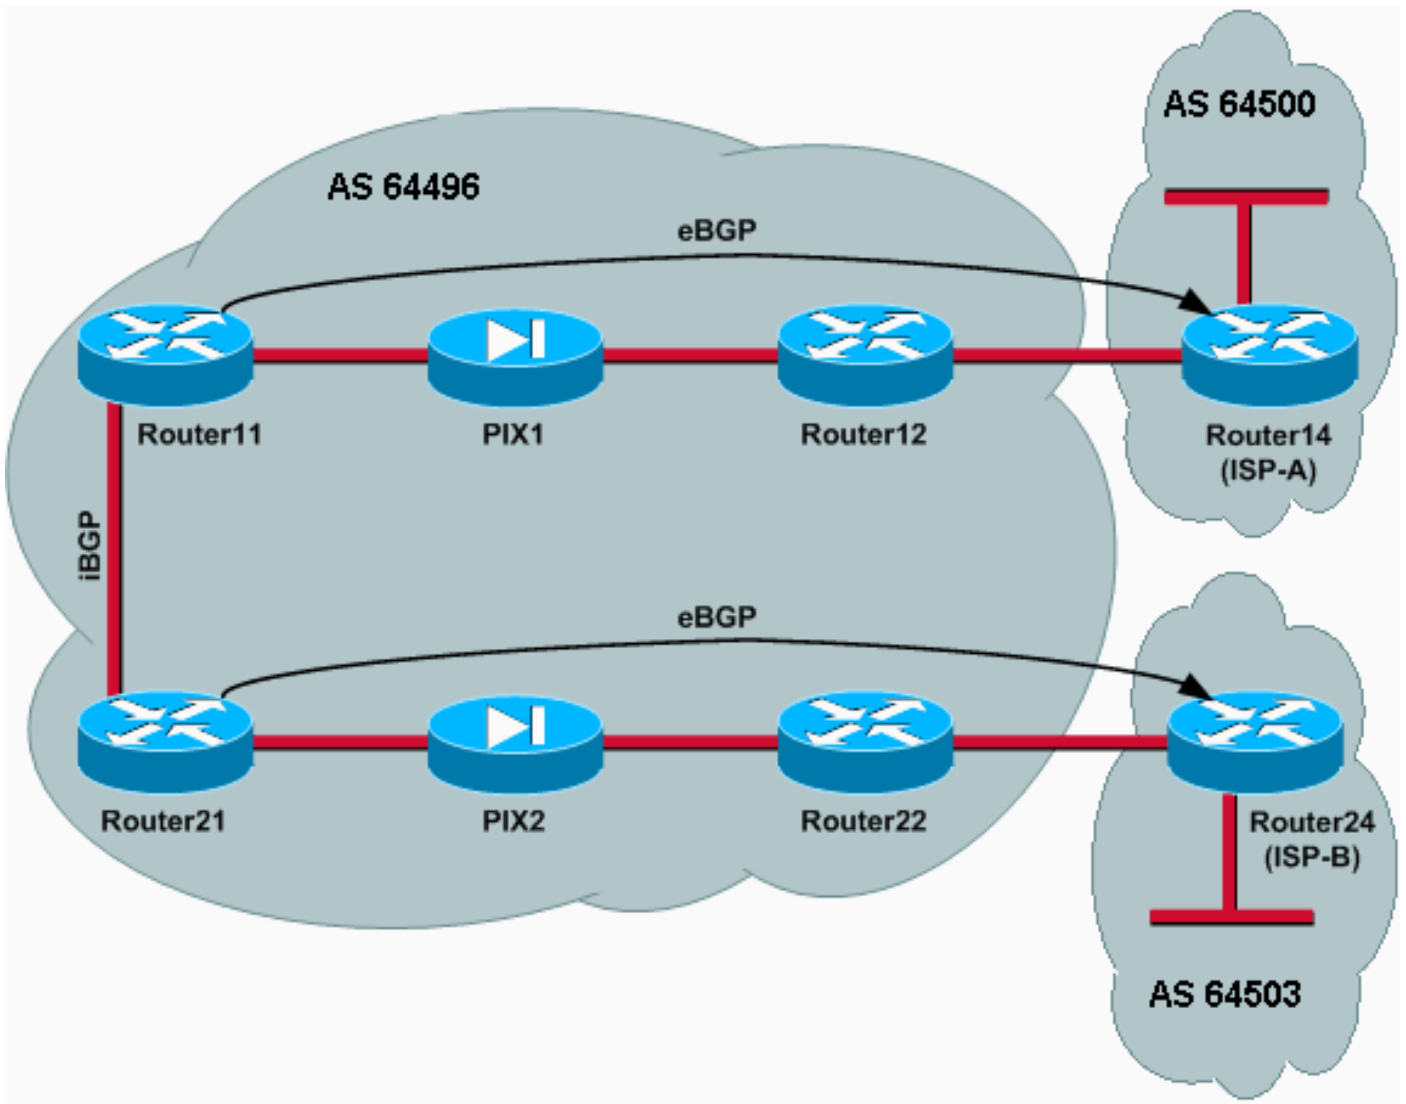 AS 64500
AS 64496
eBGP
Router11
PIX1
Router12
Router14
(ISP-A)
iBGP
eBGP
Router21
PIX2
Router22
Router24
(ISP-B)
AS 64503